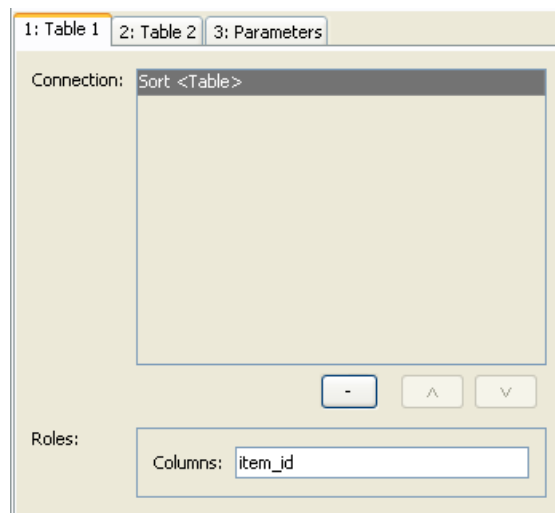 1: Table 1 2: Table 2 3: Parameters
Connection: Sort <Table>
- ᐱ ᐯ
Roles:
Columns: item_id